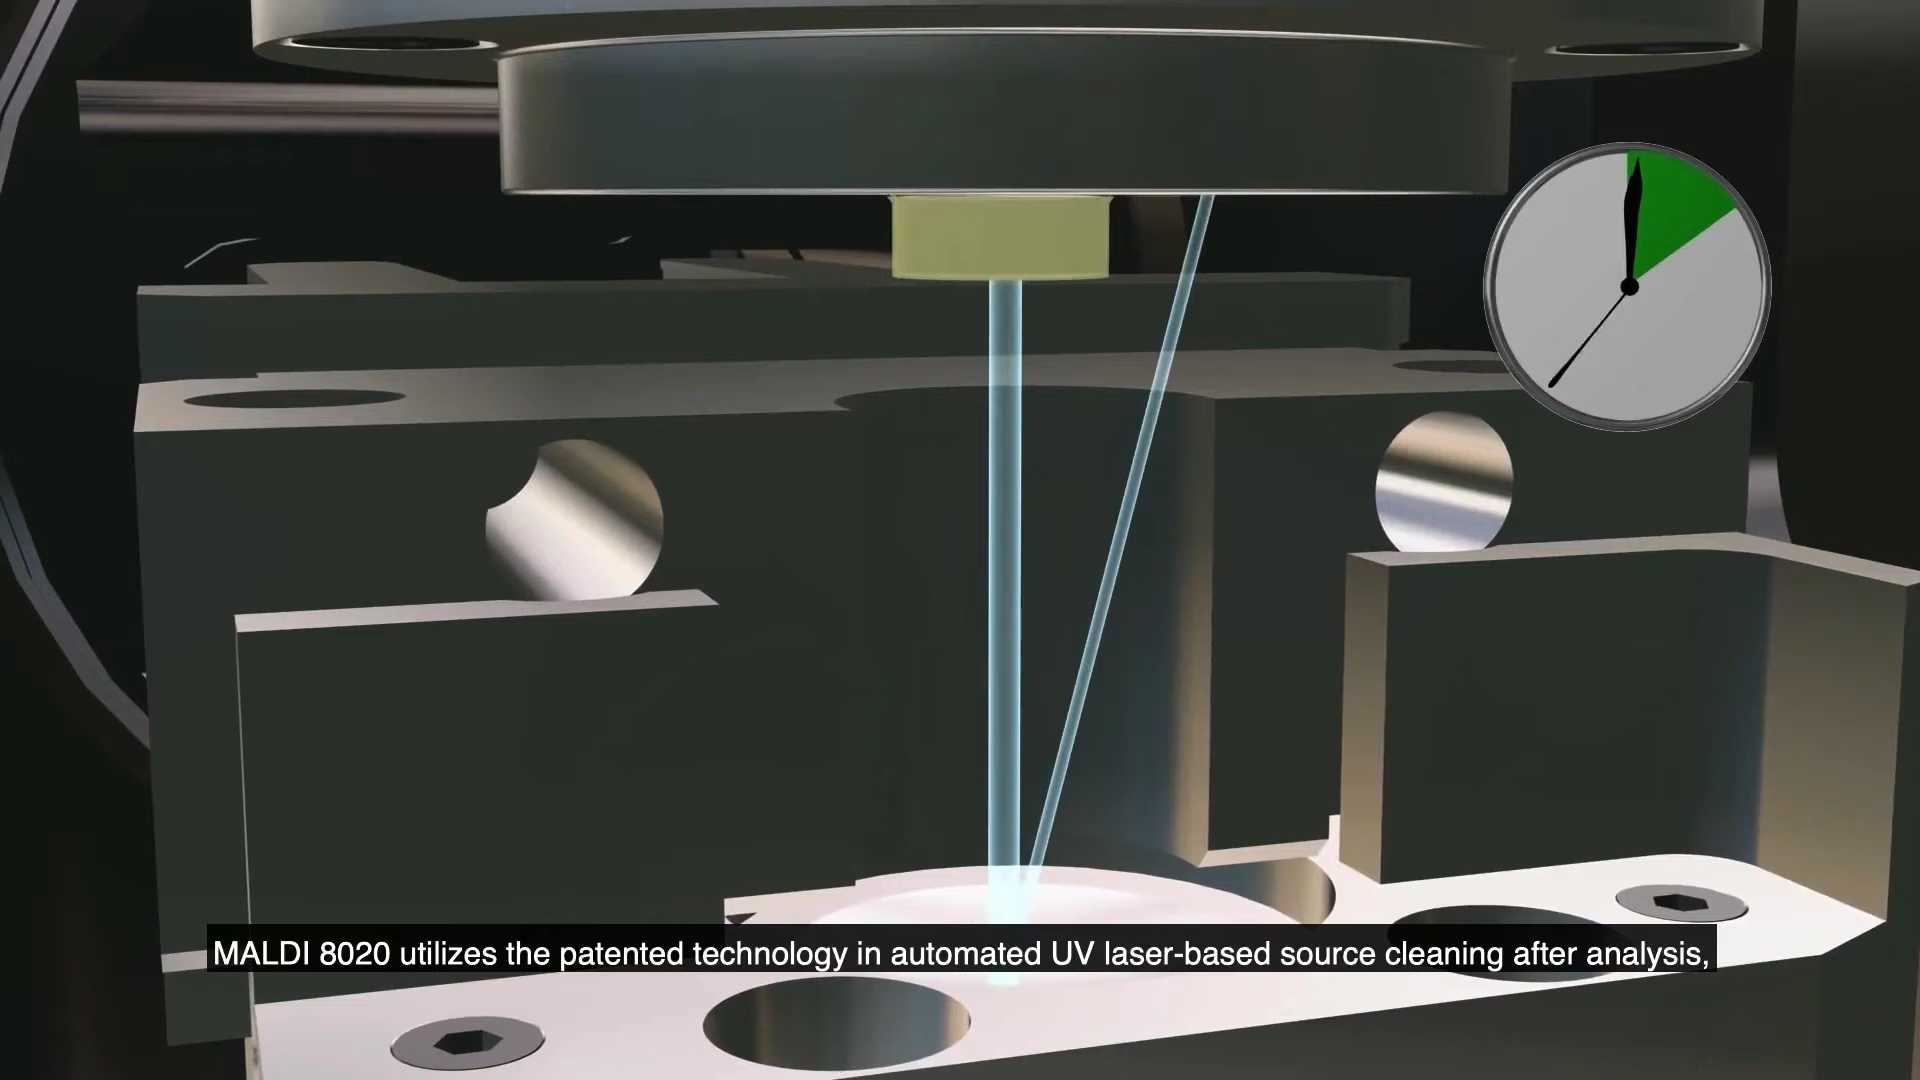 MALDI 8020 utilizes the patented technology in automated UV laser-based source cleaning after analysis,